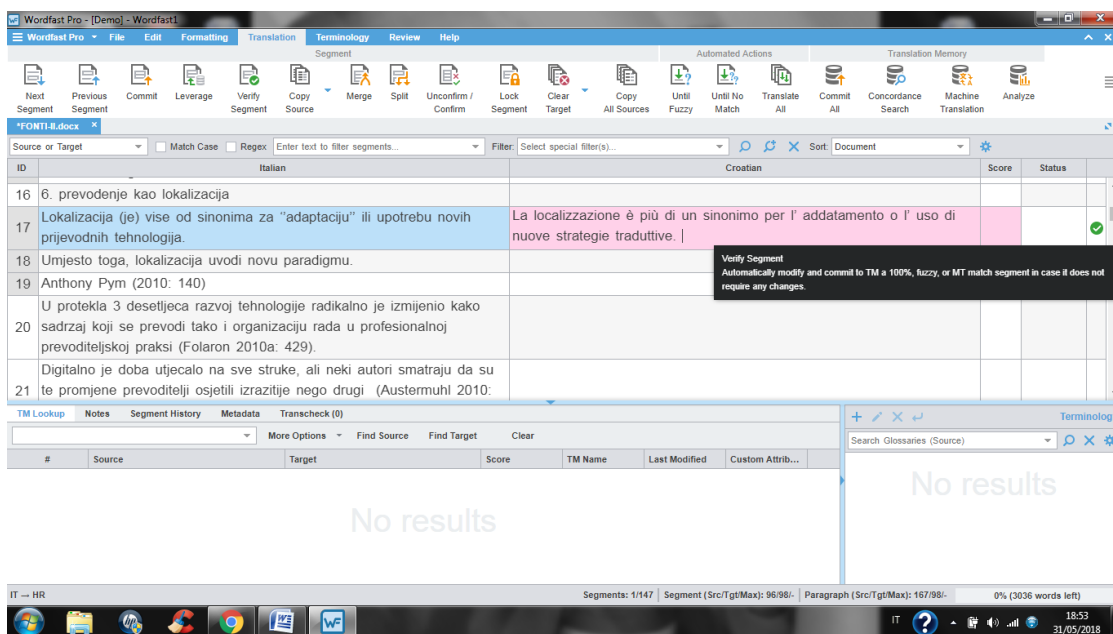 Wordfast Pro - [Demo] - Wordfast1
Wordfast Pro File Edit Formatting Translation Terminology Review Help
Segment Automated Actions Translation Memory
Next Segment
Previous Segment
Commit
Leverage
Verify Segment
Copy Source
Merge
Split
Unconfirm / Confirm
Lock Segment
Clear Target
Copy All Sources
Until Fuzzy
Until No Match
Translate All
Commit All
Concordance Search
Machine Translation
Analyze
*FONTI-II.docx
Source or Target Match Case Regex Enter text to filter segments... Filter: Select special filter(s)... Sort: Document
ID Italian Croatian Score Status
16 6. prevodenje kao lokalizacija
17 Lokalizacija (je) vise od sinonima za "adaptaciju" ili upotrebu novih
prijevodnih tehnologija.
La localizzazione è più di un sinonimo per l' addatamento o l' uso di
nuove strategie traduttive.
Verify Segment
Automatically modify and commit to TM a 100%, fuzzy, or MT match segment in case it does not
require any changes.
18 Umjesto toga, lokalizacija uvodi novu paradigmu.
19 Anthony Pym (2010: 140)
20 U protekla 3 desetljeca razvoj tehnologije radikalno je izmijenio kako
sadrzaj koji se prevodi tako i organizaciju rada u profesionalnoj
prevoditeljskoj praksi (Folaron 2010a: 429).
21 Digitalno je doba utjecalo na sve struke, ali neki autori smatraju da su
te promjene prevoditelji osjetili izrazitije nego drugi (Austermuhl 2010:
TM Lookup Notes Segment History Metadata Transcheck (0)
More Options Find Source Find Target Clear
# Source Target Score TM Name Last Modified Custom Attrib...
No results
Terminolog
Search Glossaries (Source)
No results
IT → HR Segments: 1/147 Segment (Src/Tgt/Max): 96/98/- Paragraph (Src/Tgt/Max): 167/98/- 0% (3036 words left)
IT 18:53
31/05/2018